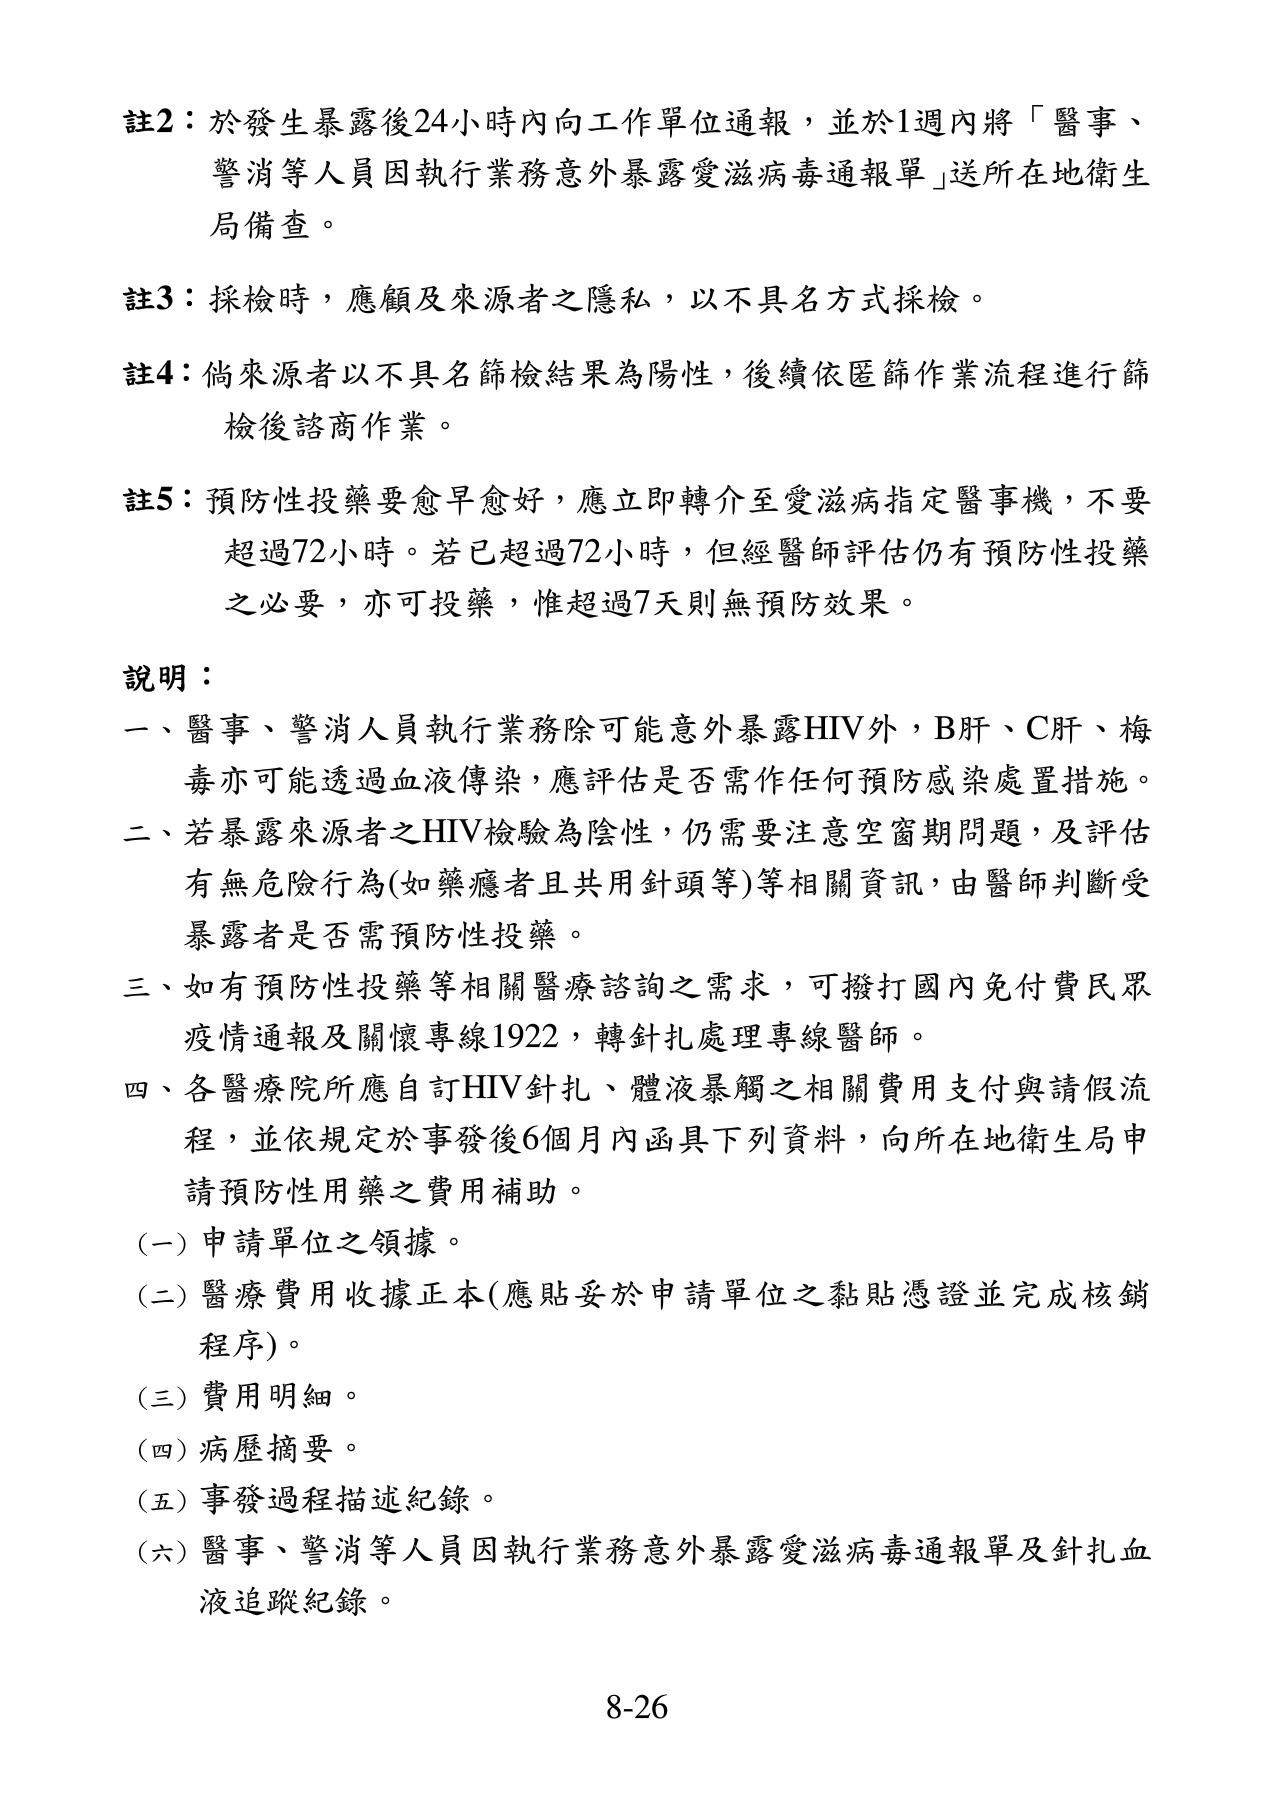 註2：於發生暴露後24小時內向工作單位通報，並於1週內將「醫事、
警消等人員因執行業務意外暴露愛滋病毒通報單」送所在地衛生
局備查。
註3：採檢時，應顧及來源者之隱私，以不具名方式採檢。
註4：倘來源者以不具名篩檢結果為陽性，後續依匿篩作業流程進行篩
檢後諮商作業。
註5：預防性投藥要愈早愈好，應立即轉介至愛滋病指定醫事機，不要
超過72小時。若已超過72小時，但經醫師評估仍有預防性投藥
之必要，亦可投藥，惟超過7天則無預防效果。
說明：
一、醫事、警消人員執行業務除可能意外暴露HIV外，B肝、C肝、梅
毒亦可能透過血液傳染，應評估是否需作任何預防感染處置措施。
二、若暴露來源者之HIV檢驗為陰性，仍需要注意空窗期問題，及評估
有無危險行為(如藥癮者且共用針頭等)等相關資訊，由醫師判斷受
暴露者是否需預防性投藥。
三、如有預防性投藥等相關醫療諮詢之需求，可撥打國內免付費民眾
疫情通報及關懷專線1922，轉針扎處理專線醫師。
四、各醫療院所應自訂HIV針扎、體液暴觸之相關費用支付與請假流
程，並依規定於事發後6個月內函具下列資料，向所在地衛生局申
請預防性用藥之費用補助。
（一）申請單位之領據。
（二）醫療費用收據正本(應貼妥於申請單位之黏貼憑證並完成核銷
程序)。
（三）費用明細。
（四）病歷摘要。
（五）事發過程描述紀錄。
（六）醫事、警消等人員因執行業務意外暴露愛滋病毒通報單及針扎血
液追蹤紀錄。
8-26